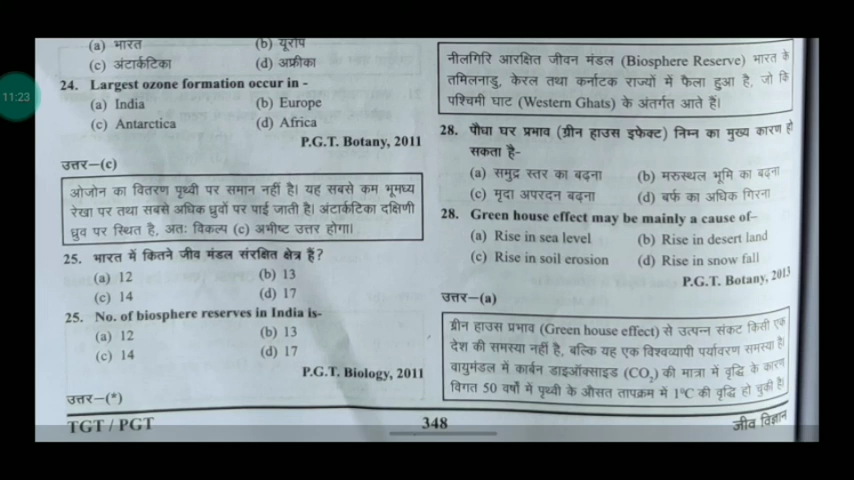 11:23
(a) भारत (b) यूरोप
(c) अंटार्कटिका (d) अफ्रीका
24. Largest ozone formation occur in -
(a) India (b) Europe
(c) Antarctica (d) Africa
P.G.T. Botany, 2011
उत्तर–(c)
ओजोन का वितरण पृथ्वी पर समान नहीं है। यह सबसे कम भूमध्य
रेखा पर तथा सबसे अधिक ध्रुवों पर पाई जाती है। अंटार्कटिका दक्षिणी
ध्रुव पर स्थित है, अतः विकल्प (c) अभीष्ट उत्तर होगा।
25. भारत में कितने जीव मंडल संरक्षित क्षेत्र हैं?
(a) 12 (b) 13
(c) 14 (d) 17
25. No. of biosphere reserves in India is-
(a) 12 (b) 13
(c) 14 (d) 17
P.G.T. Biology, 2011
उत्तर–(*)
नीलगिरि आरक्षित जीवन मंडल (Biosphere Reserve) भारत के
तमिलनाडु, केरल तथा कर्नाटक राज्यों में फैला हुआ है, जो कि
पश्चिमी घाट (Western Ghats) के अंतर्गत आते हैं।
28. पौधा घर प्रभाव (ग्रीन हाउस इफेक्ट) निम्न का मुख्य कारण हो
सकता है-
(a) समुद्र स्तर का बढ़ना (b) मरुस्थल भूमि का बढ़ना
(c) मृदा अपरदन बढ़ना (d) बर्फ का अधिक गिरना
28. Green house effect may be mainly a cause of–
(a) Rise in sea level (b) Rise in desert land
(c) Rise in soil erosion (d) Rise in snow fall
P.G.T. Botany, 2013
उत्तर–(a)
ग्रीन हाउस प्रभाव (Green house effect) से उत्पन्न संकट किसी एक
देश की समस्या नहीं है, बल्कि यह एक विश्वव्यापी पर्यावरण समस्या है।
वायुमंडल में कार्बन डाइऑक्साइड (CO₂) की मात्रा में वृद्धि के कारण
विगत 50 वर्षों में पृथ्वी के औसत तापक्रम में 1⁰C की वृद्धि हो चुकी है।
TGT / PGT 348 जीव विज्ञान